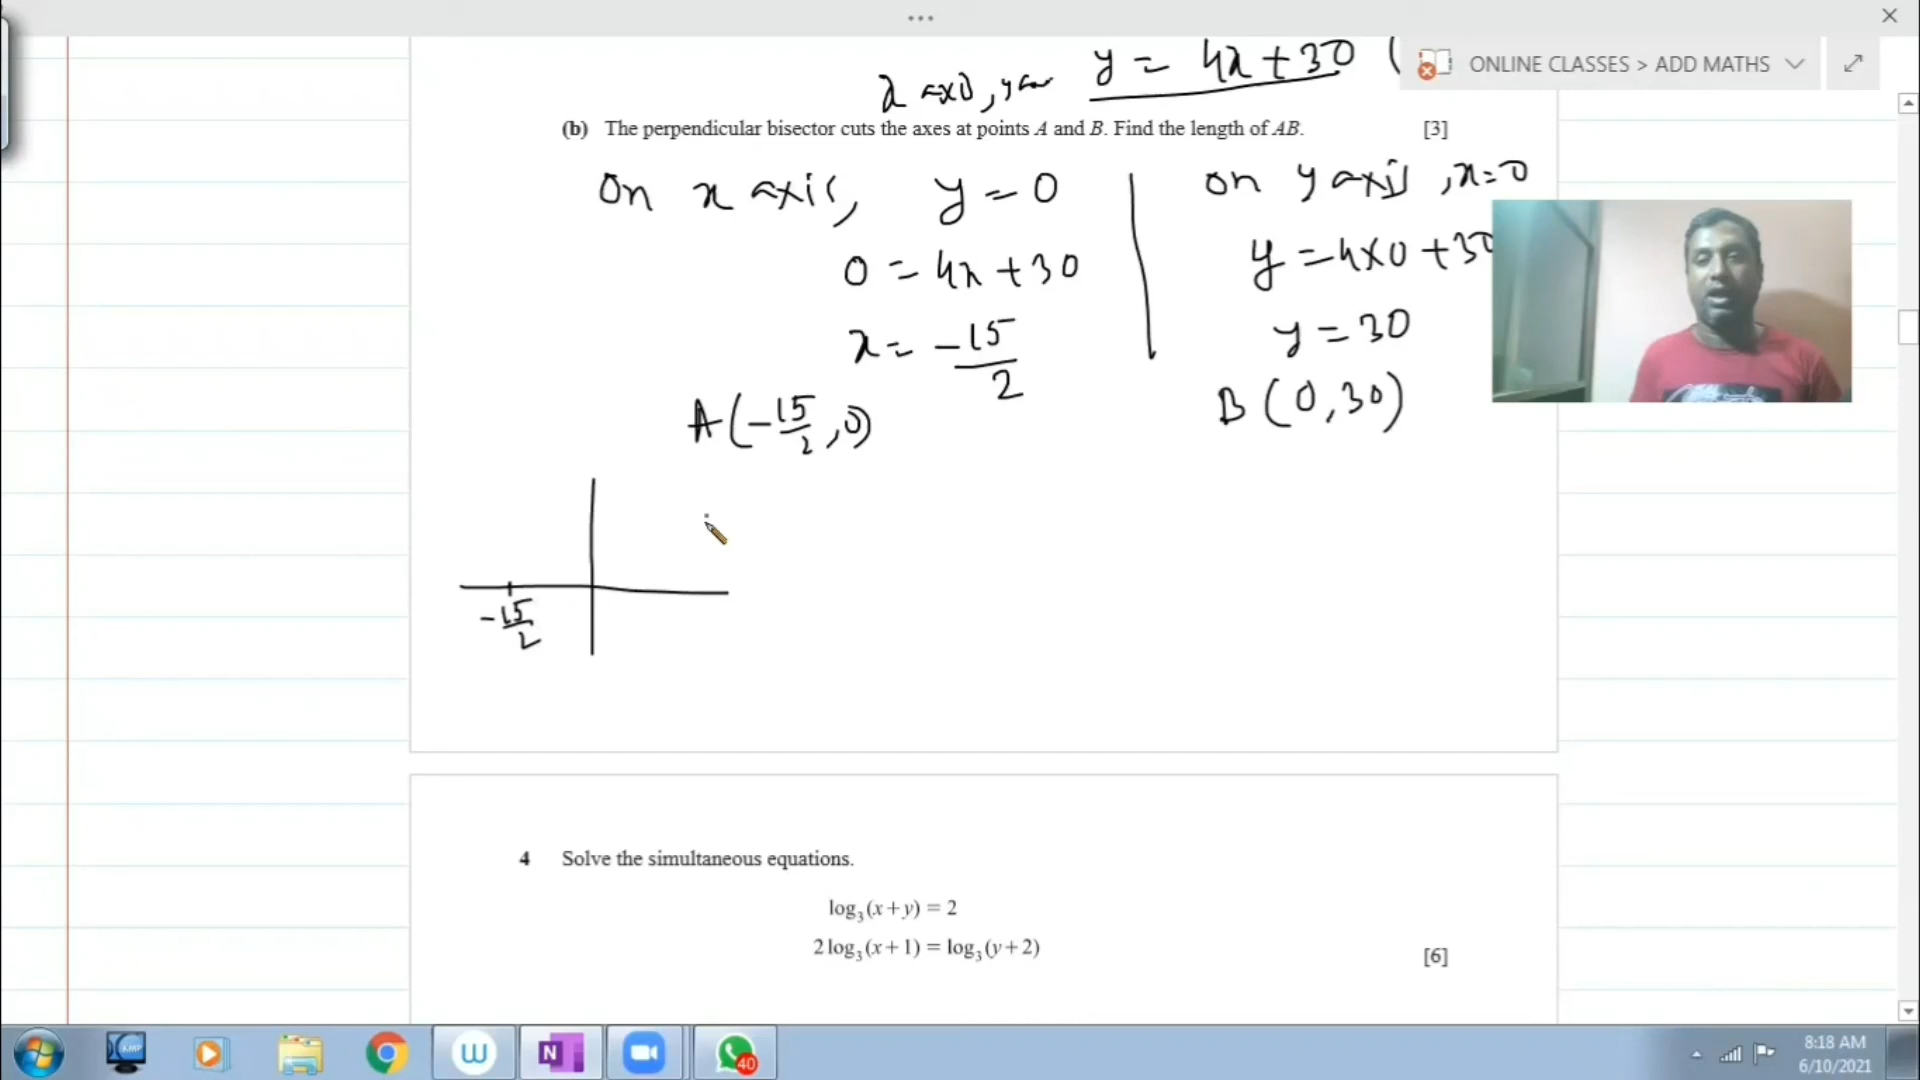 y = 4x+30 (
ONLINE CLASSES > ADD MATHS
x axis, y
(b) The perpendicular bisector cuts the axes at points A and B. Find the length of AB. [3]
On x axis, y = 0
on y axis, x=0
0 = 4x+30
y = 4×0 +30
x = -15/2
y = 30
A(-15/2, 0)
B (0, 30)
-15/2
4 Solve the simultaneous equations.
log₃(x+y) = 2
2 log₃(x+1) = log₃(y+2)
[6]
40
8:18 AM
6/10/2021